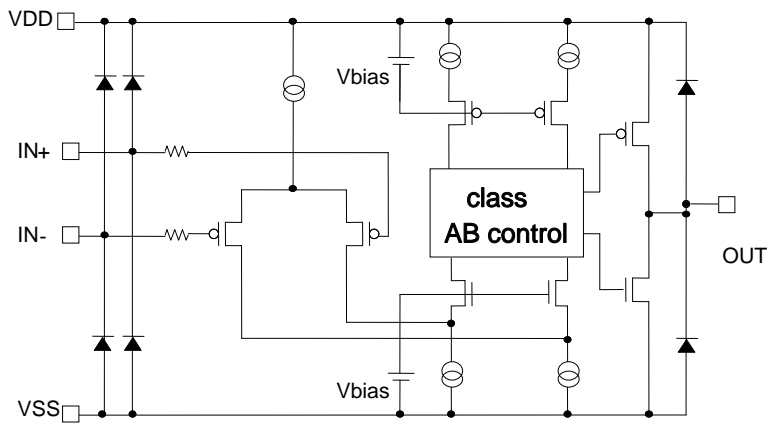 VDD
Vbias
IN+
class
AB control
IN-
OUT
Vbias
VSS